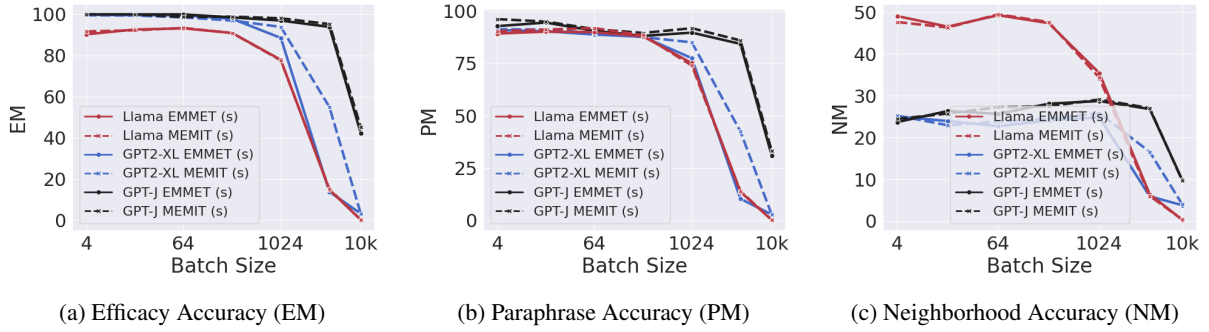 100
80
60
40
20
0
EM
Llama EMMET (s)
Llama MEMIT (s)
GPT2-XL EMMET (s)
GPT2-XL MEMIT (s)
GPT-J EMMET (s)
GPT-J MEMIT (s)
4 64 1024 10k
Batch Size
(a) Efficacy Accuracy (EM)
100
75
50
25
0
PM
Llama EMMET (s)
Llama MEMIT (s)
GPT2-XL EMMET (s)
GPT2-XL MEMIT (s)
GPT-J EMMET (s)
GPT-J MEMIT (s)
4 64 1024 10k
Batch Size
(b) Paraphrase Accuracy (PM)
50
40
30
20
10
0
NM
Llama EMMET (s)
Llama MEMIT (s)
GPT2-XL EMMET (s)
GPT2-XL MEMIT (s)
GPT-J EMMET (s)
GPT-J MEMIT (s)
4 64 1024 10k
Batch Size
(c) Neighborhood Accuracy (NM)